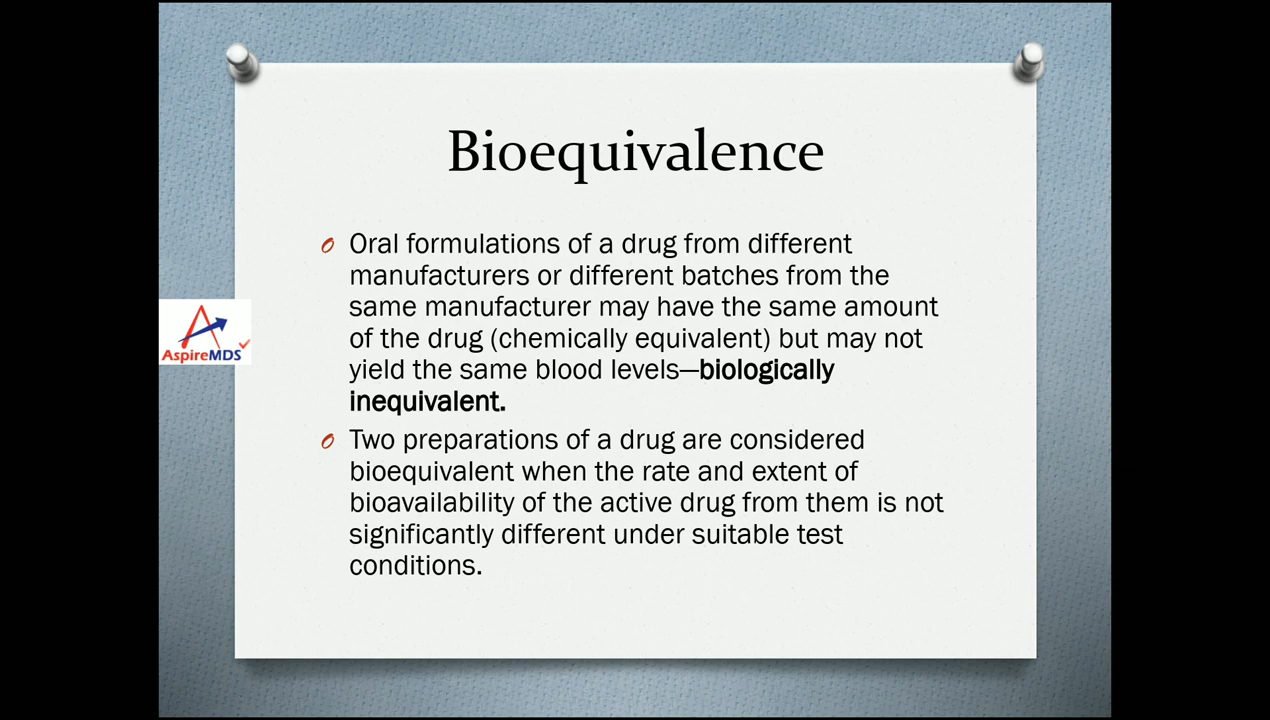 Bioequivalence
Oral formulations of a drug from different
manufacturers or different batches from the
same manufacturer may have the same amount
of the drug (chemically equivalent) but may not
yield the same blood levels—biologically
inequivalent.
Two preparations of a drug are considered
bioequivalent when the rate and extent of
bioavailability of the active drug from them is not
significantly different under suitable test
conditions.
AspireMDS